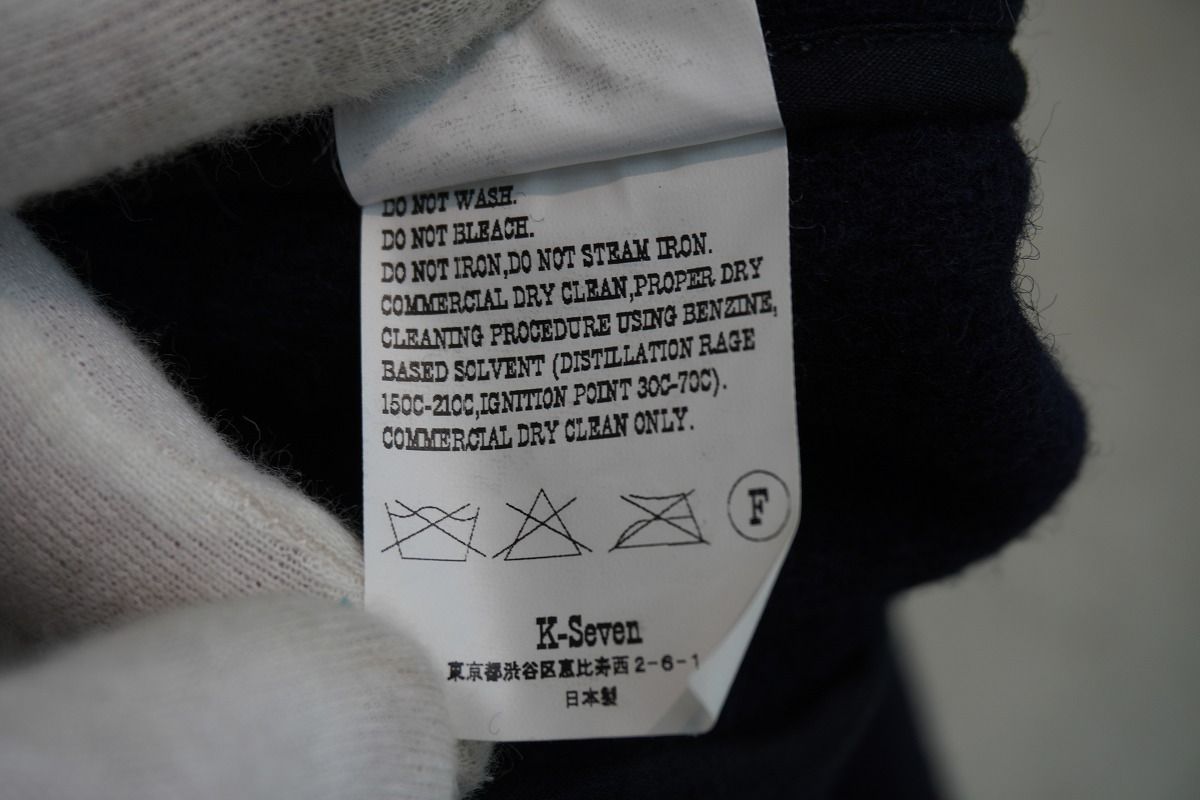 DO NOT WASH.
DO NOT BLEACH.
DO NOT IRON,DO NOT STEAM IRON.
COMMERCIAL DRY CLEAN,PROPER DRY
CLEANING PROCEDURE USING BENZINE,
BASED SOLVENT (DISTILLATION RAGE
150C-210C,IGNITION POINT 30C-70C).
COMMERCIAL DRY CLEAN ONLY.
F
K-Seven
東京都渋谷区恵比寿西2-6-1
日本製